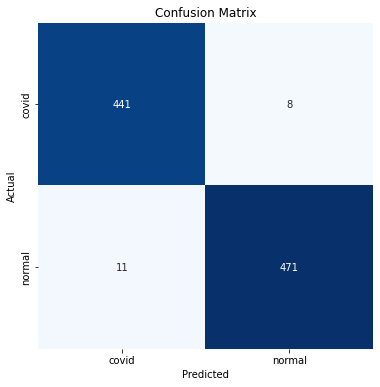 Confusion Matrix
Actual
covid
441 8
normal
11 471
covid normal
Predicted